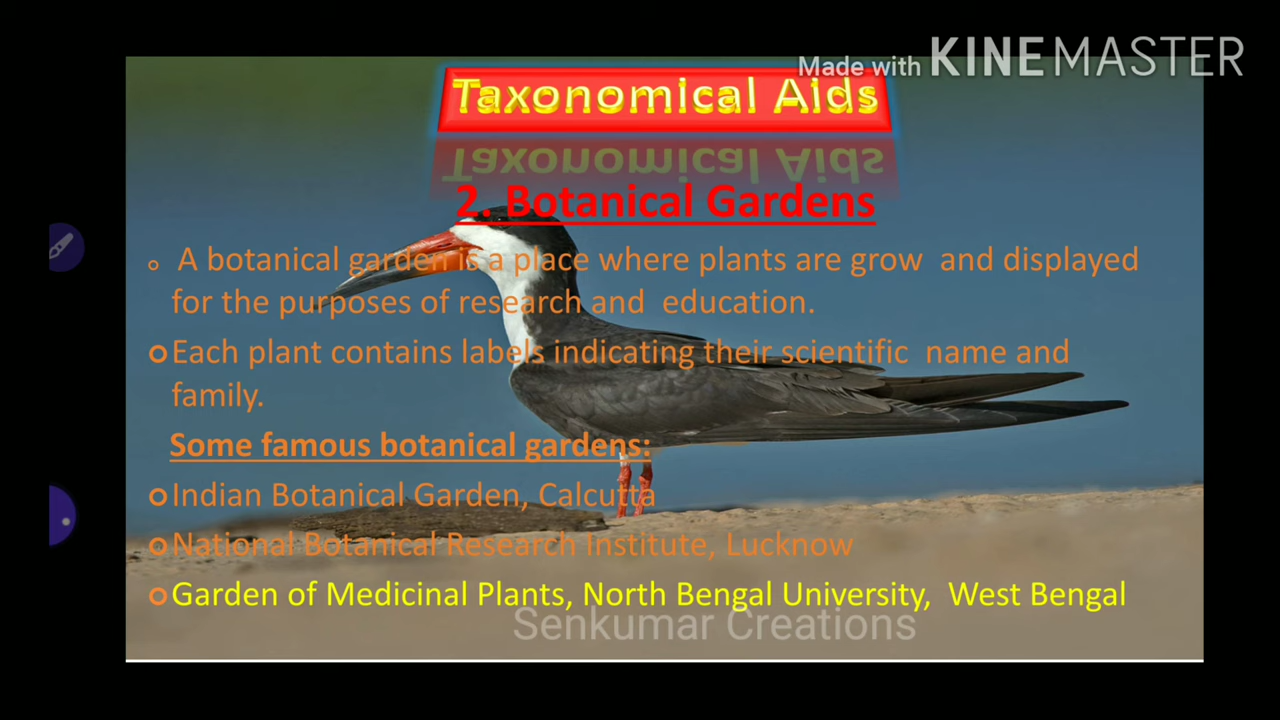 Made with KINEMASTER
Taxonomical Aids
Taxonomical Aids
2. Botanical Gardens
A botanical garden is a place where plants are grow and displayed
for the purposes of research and education.
Each plant contains labels indicating their scientific name and
family.
Some famous botanical gardens:
Indian Botanical Garden, Calcutta
National Botanical Research Institute, Lucknow
Garden of Medicinal Plants, North Bengal University, West Bengal
Senkumar Creations